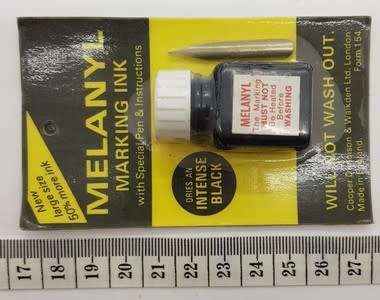 MELANYL
MARKING INK
with Special Pen & Instructions
New
large size
50% more ink
DRIES AN
INTENSE
BLACK
MELANYL
The Marking
MUST NOT
be Heated
Before
WASHING
WILL NOT WASH OUT
Cooper, Dennison & Walkden Ltd. London
Made in England. Form 154
17 18 19 20 21 22 23 24 25 26 27